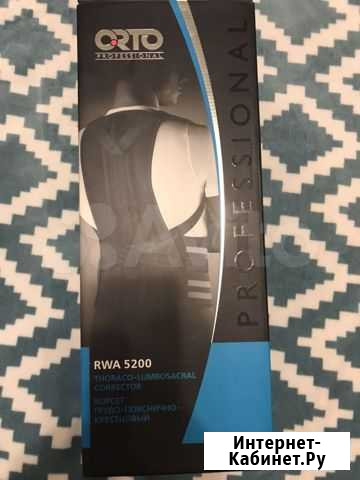 ORTO
PROFESSIONAL
PROFESSIONAL
RWA 5200
THORACO-LUMBOSACRAL
CORRECTOR
КОРСЕТ
ГРУДО-ПОЯСНИЧНО-
КРЕСТЦОВЫЙ
Интернет-
Кабинет.Ру